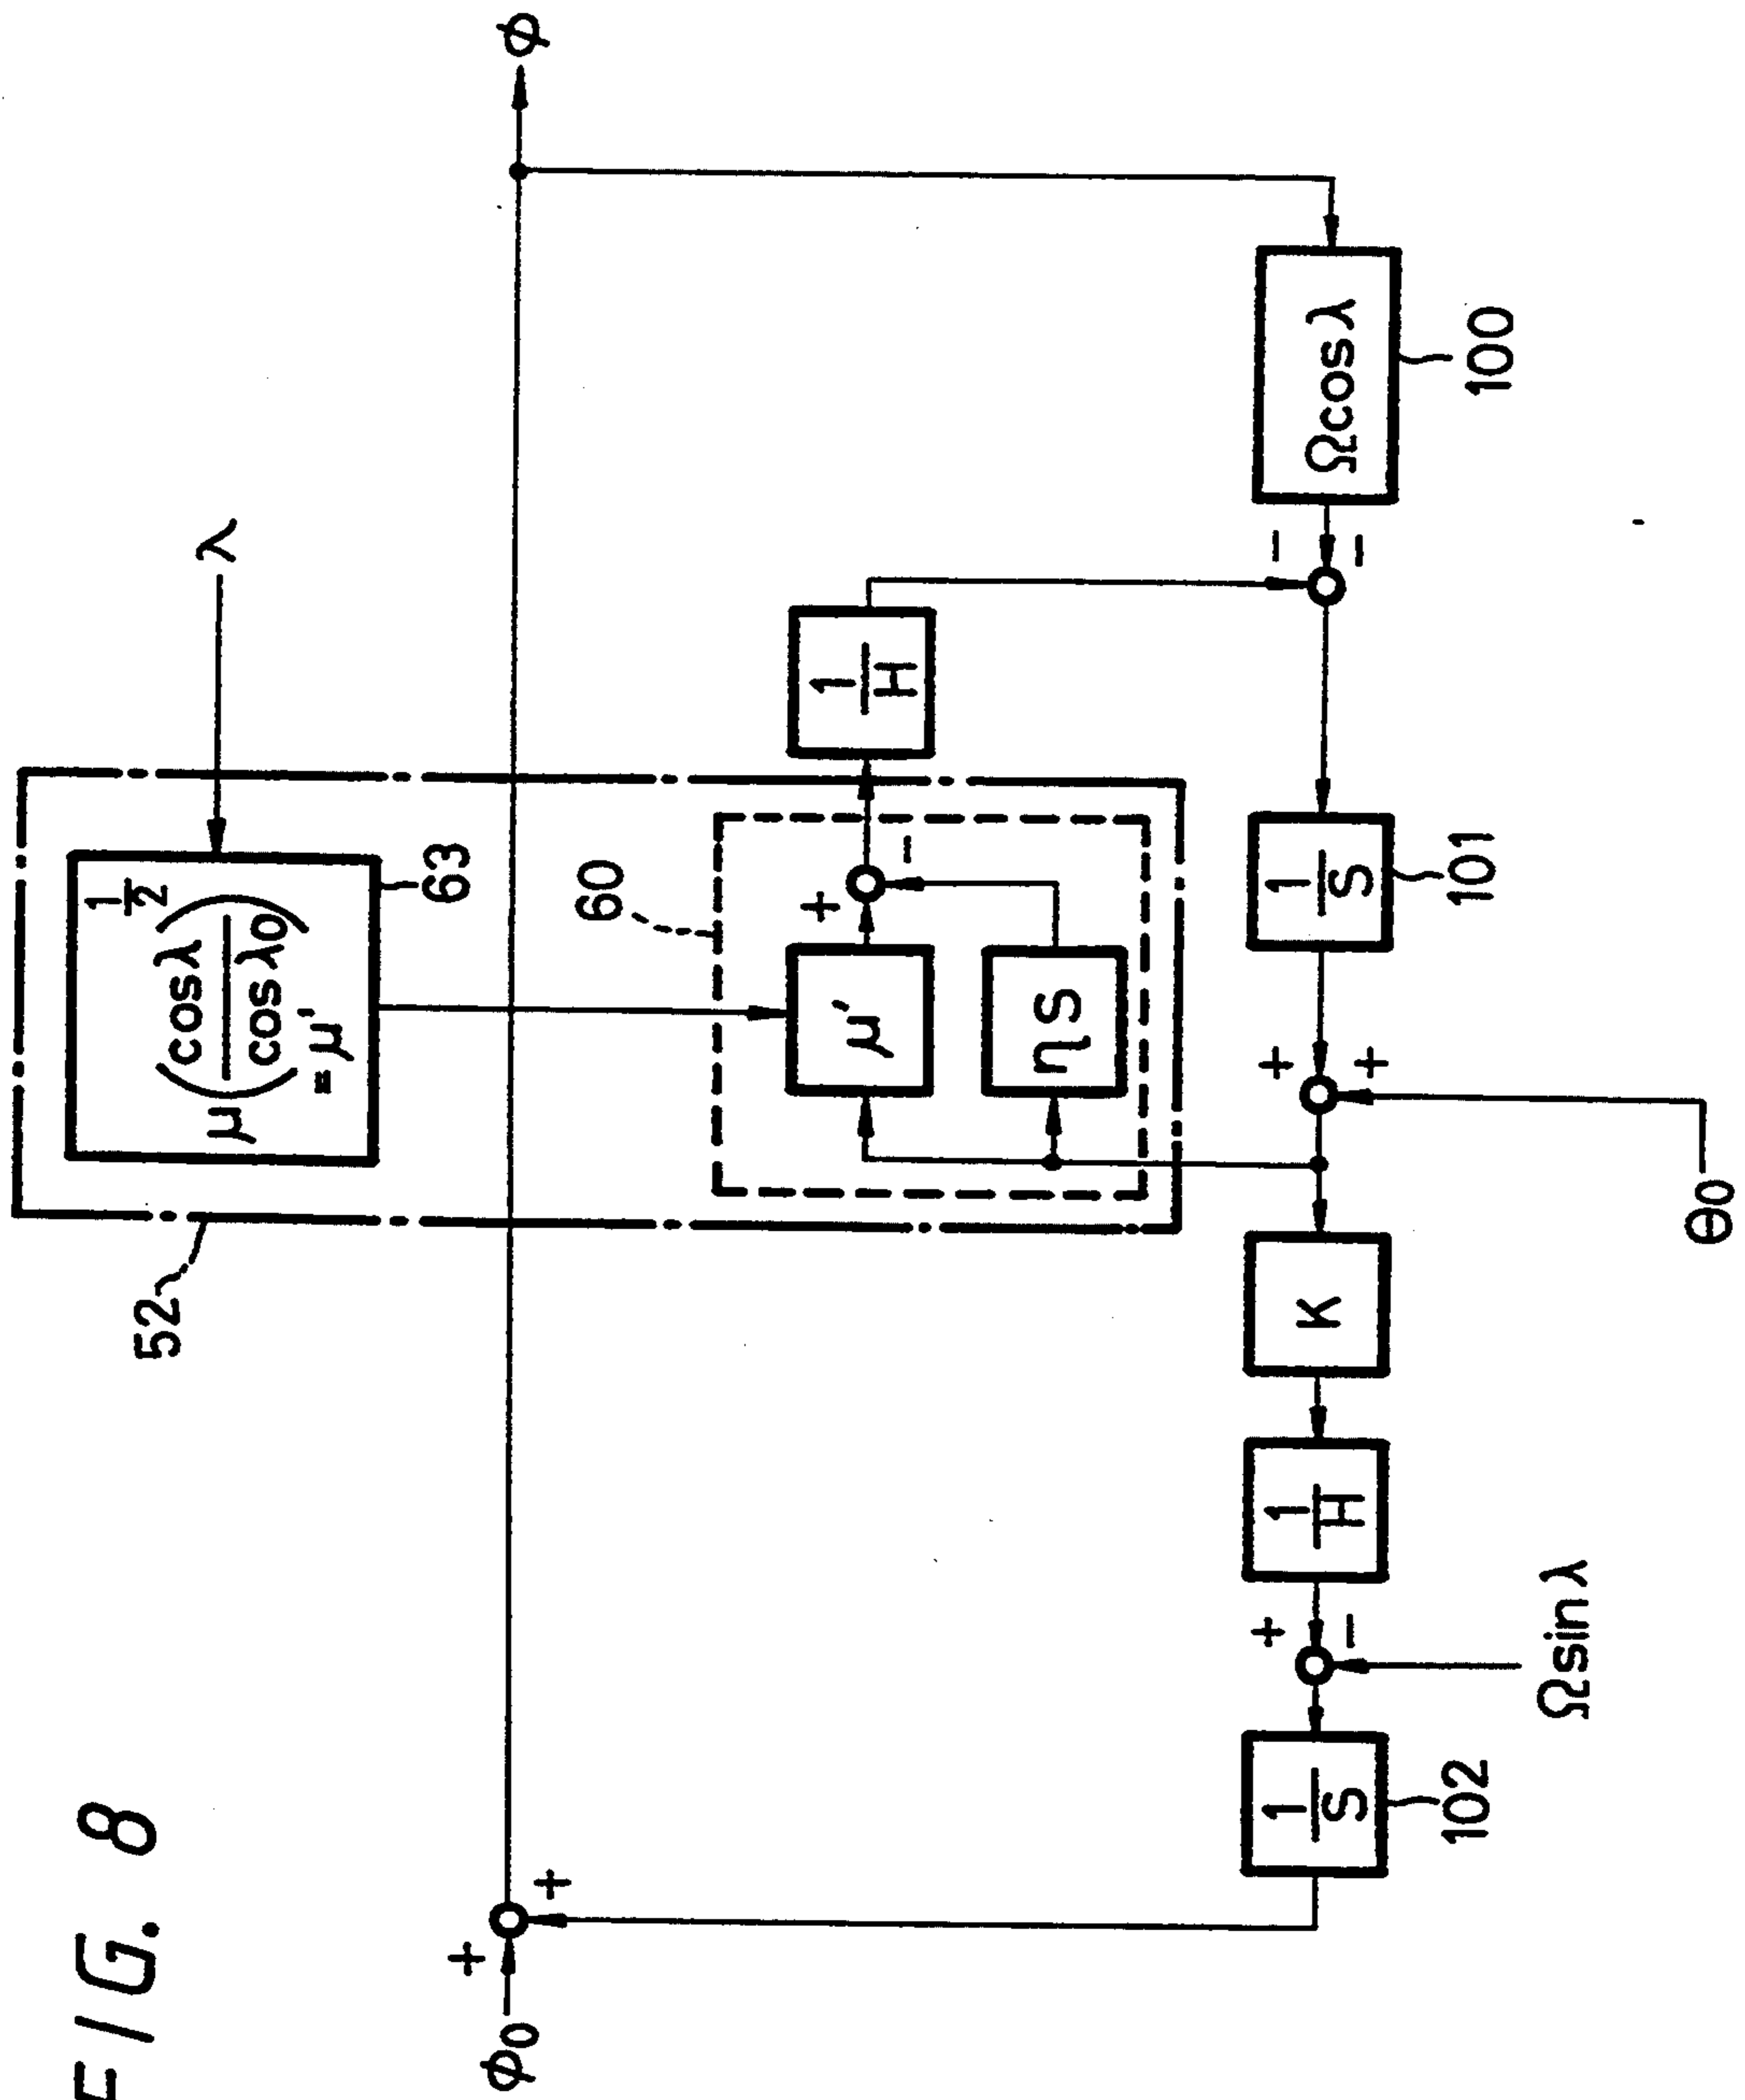 FIG. 8
52
λ
μ(cosλ/cosλ0)^1/2
=μ'
63
φ0
+
+
φ
60
μ'
ηS
+
-
1/H
Ωcosλ
100
-
-
1/S
101
+
+
θ0
K
1/H
+
-
Ωsinλ
1/S
102